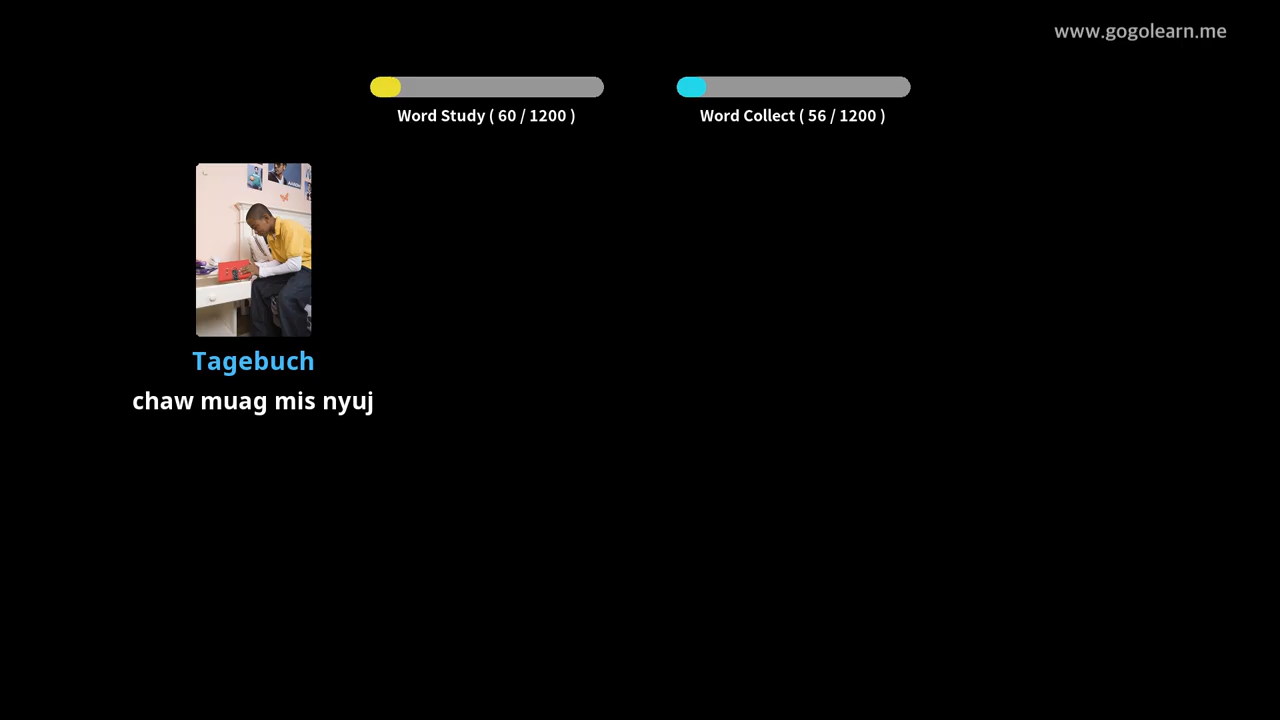 www.gogolearn.me
Word Study ( 60 / 1200 )
Word Collect ( 56 / 1200 )
Tagebuch
chaw muag mis nyuj